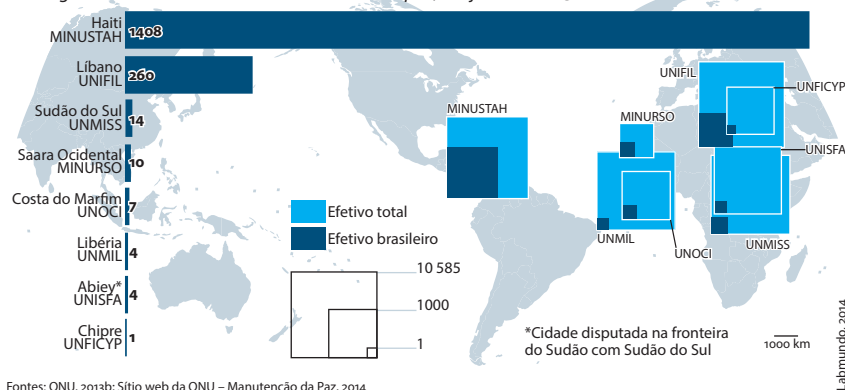 Haiti
MINUSTAH 1408
Líbano
UNIFIL 260
Sudão do Sul
UNMISS 14
Saara Ocidental
MINURSO 10
Costa do Marfim
UNOCI 7
Libéria
UNMIL 4
Abiey*
UNISFA 4
Chipre
UNFICYP 1
Efetivo total
Efetivo brasileiro
10 585
1000
1
MINUSTAH
UNIFIL
UNFICYP
MINURSO
UNISFA
UNMIL
UNOCI
UNMISS
*Cidade disputada na fronteira
do Sudão com Sudão do Sul
1000 km
Labmundo, 2014
Fontes: ONU, 2013b; Sítio web da ONU – Manutenção da Paz, 2014